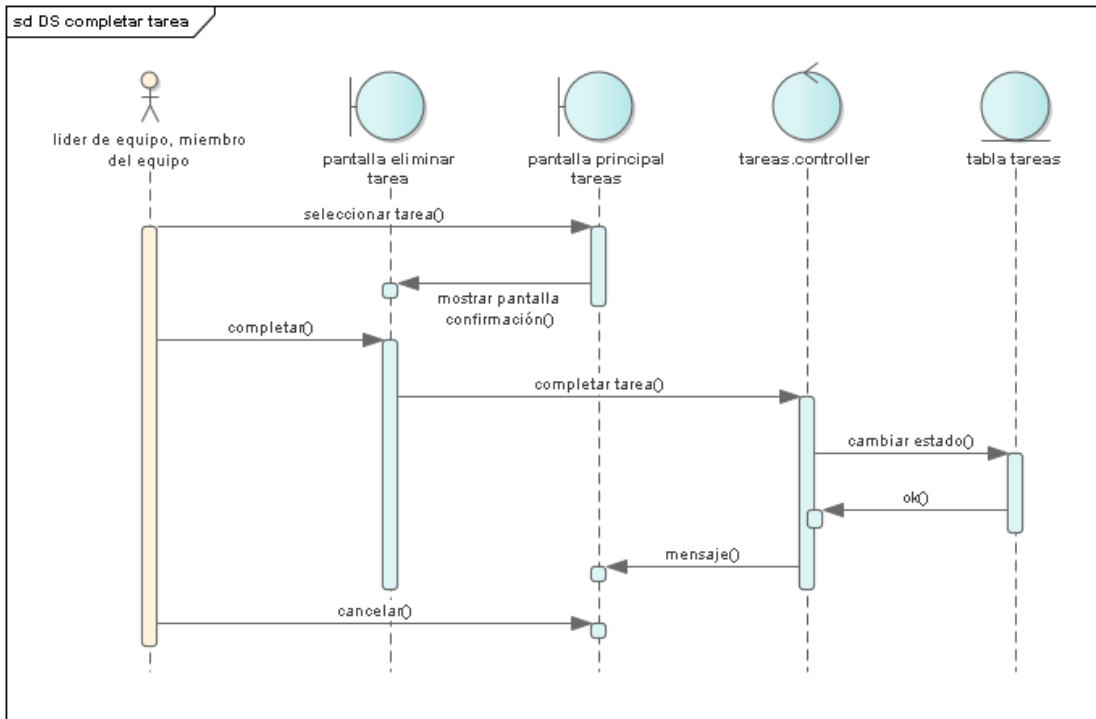 sd DS completar tarea
lider de equipo, miembro
del equipo
pantalla eliminar
tarea
pantalla principal
tareas
tareas.controller
tabla tareas
seleccionar tarea()
mostrar pantalla
confirmación()
completar()
completar tarea()
cambiar estado()
ok()
mensaje()
cancelar()